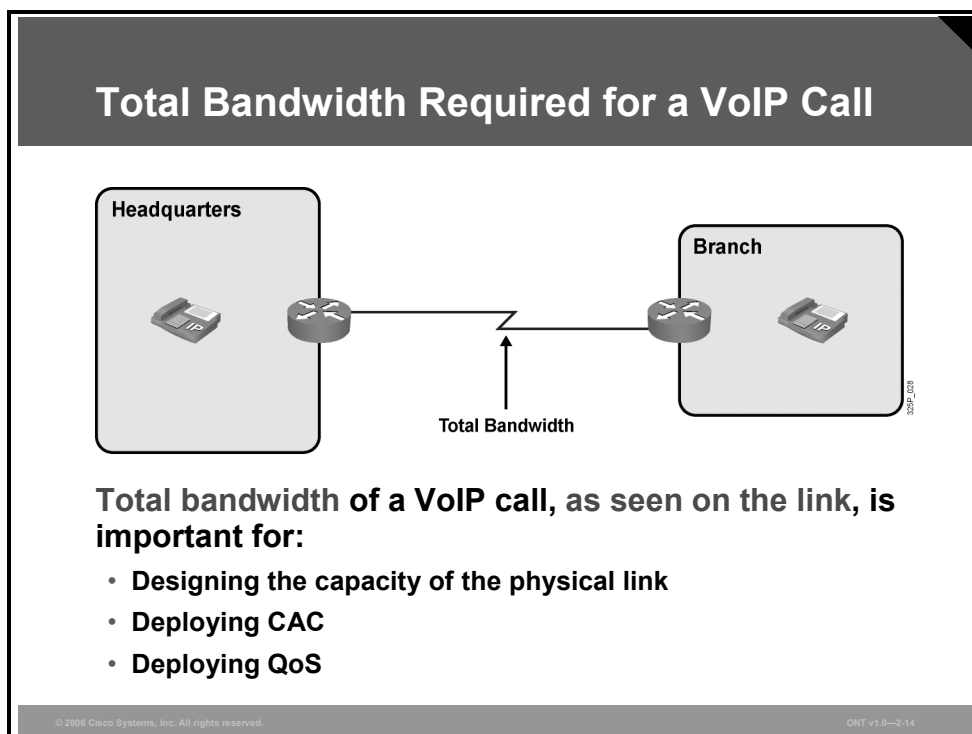 Total Bandwidth Required for a VoIP Call
Headquarters
IP
Branch
IP
325P_028
Total Bandwidth
Total bandwidth of a VoIP call, as seen on the link, is
important for:
• Designing the capacity of the physical link
• Deploying CAC
• Deploying QoS
© 2006 Cisco Systems, Inc. All rights reserved.
ONT v1.0—2-14